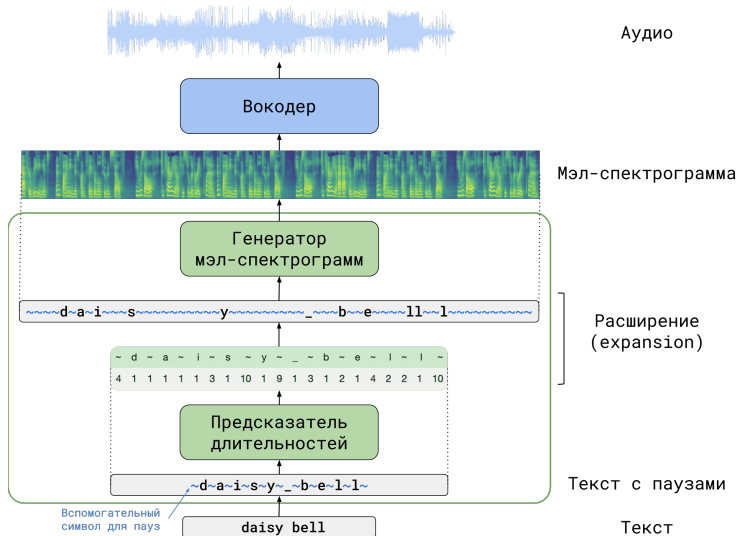 Аудио
Вокодер
Мэл-спектрограмма
Генератор
мэл-спектрограмм
~~~~d~a~i~~~s~~~~~~~~~~y~~~~~~~~~_~~~b~~e~~~~ll~~l~~~~~~~~~~
Расширение
(expansion)
~ d ~ a ~ i ~ s ~ y ~ _ ~ b ~ e ~ l ~ l ~
4 1 1 1 1 1 3 1 10 1 9 1 3 1 2 1 4 2 2 1 10
Предсказатель
длительностей
~d~a~i~s~y~_~b~e~l~l~
Текст с паузами
Вспомогательный
символ для пауз
daisy bell
Текст